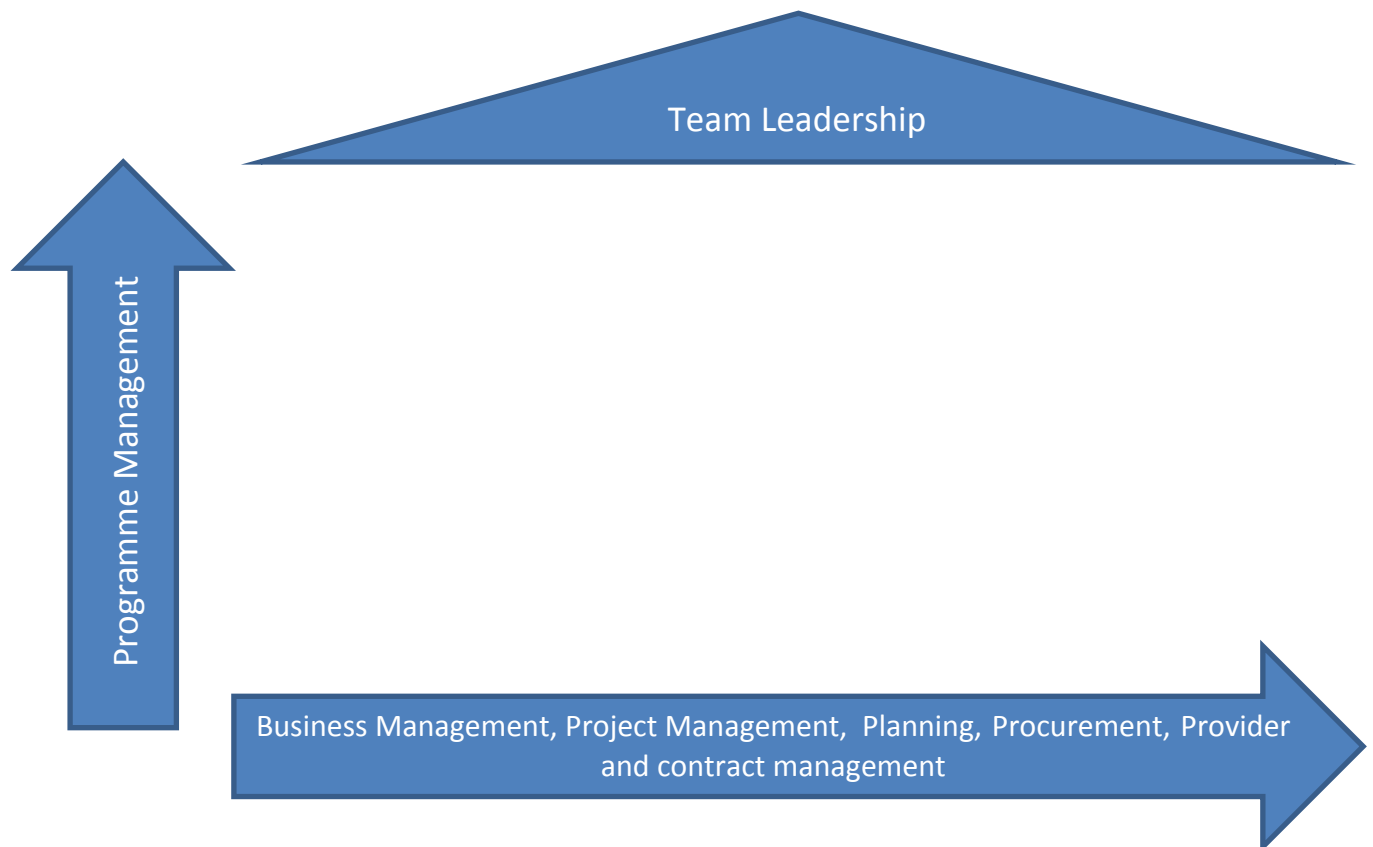 Team Leadership
Programme Management
Business Management, Project Management,  Planning, Procurement, Provider
and contract management